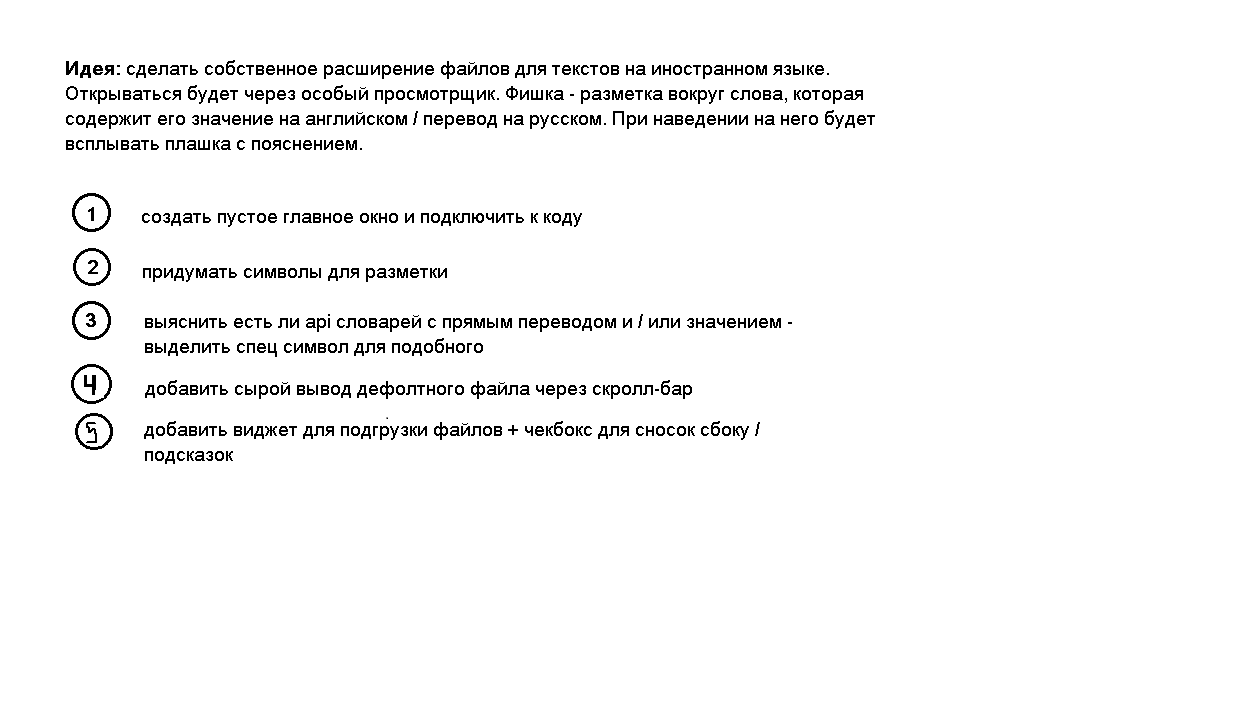 Идея: сделать собственное расширение файлов для текстов на иностранном языке.
Открываться будет через особый просмотрщик. Фишка - разметка вокруг слова, которая
содержит его значение на английском / перевод на русском. При наведении на него будет
всплывать плашка с пояснением.
1 создать пустое главное окно и подключить к коду
2 придумать символы для разметки
3 выяснить есть ли api словарей с прямым переводом и / или значением -
выделить спец символ для подобного
4 добавить сырой вывод дефолтного файла через скролл-бар
5 добавить виджет для подгрузки файлов + чекбокс для сносок сбоку /
подсказок